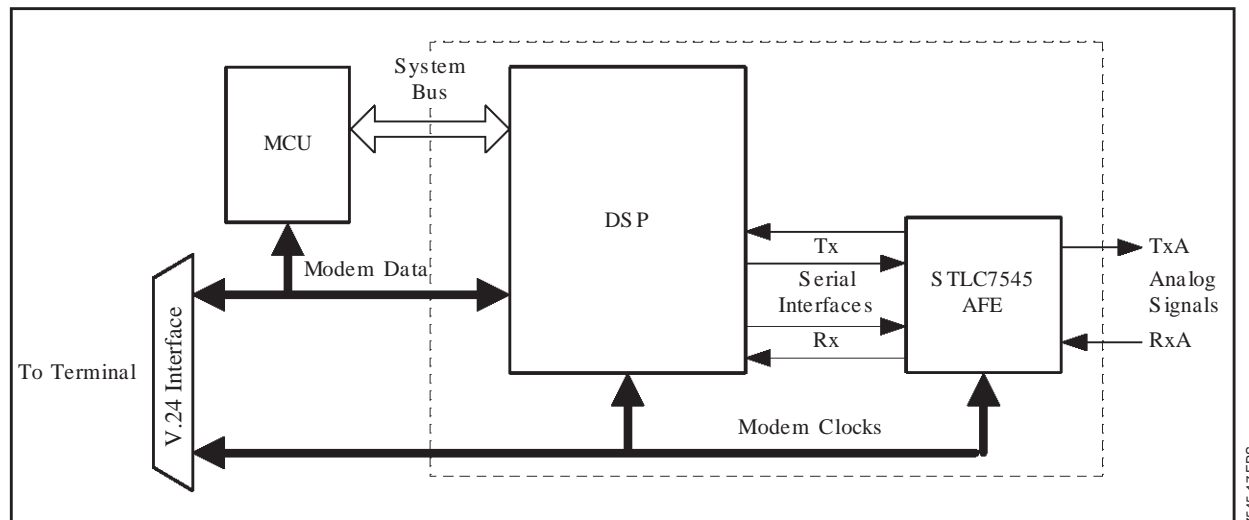 System
Bus
MCU
DSP
Modem Data
Tx
Serial
Interfaces
Rx
STLC7545
AFE
TxA
Analog
Signals
RxA
To Terminal
V.24 Interface
Modem Clocks